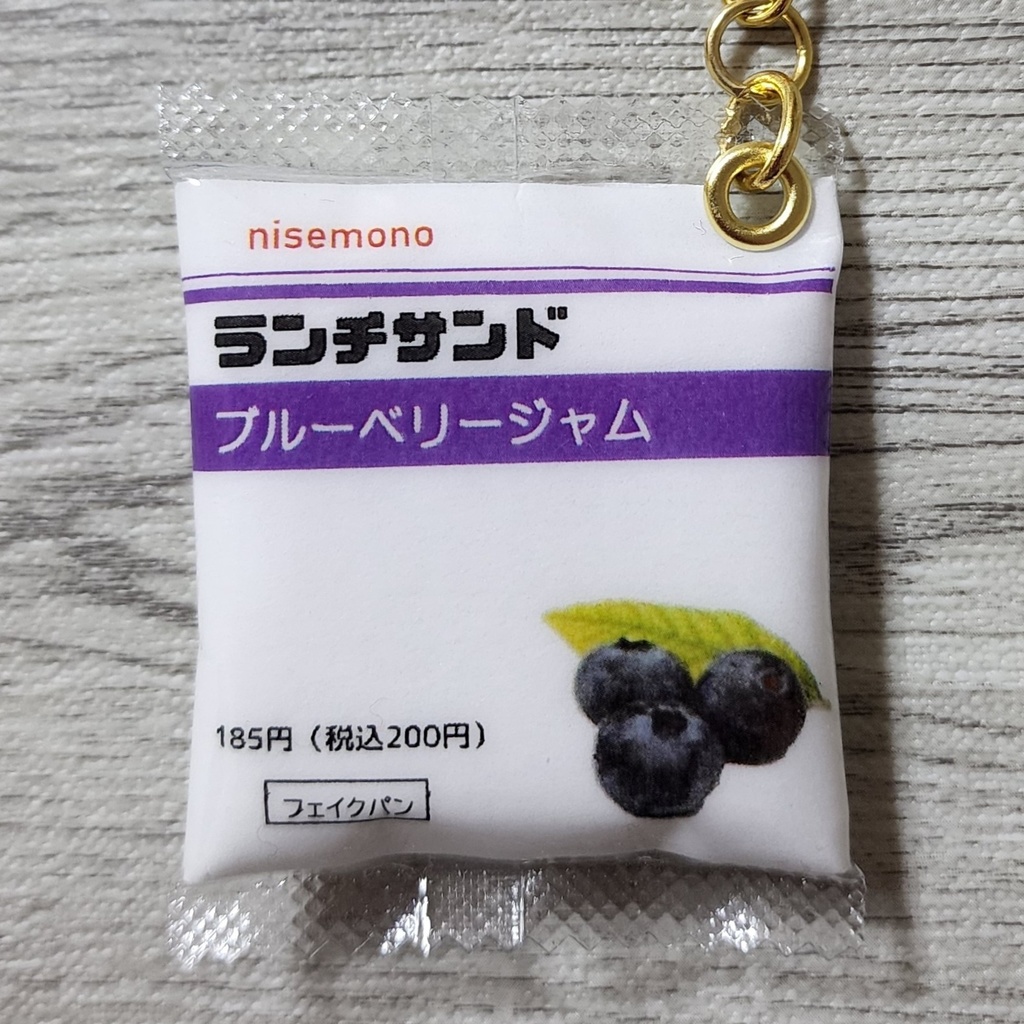 nisemono
ランチサンド
ブルーベリージャム
185円（税込200円）
フェイクパン